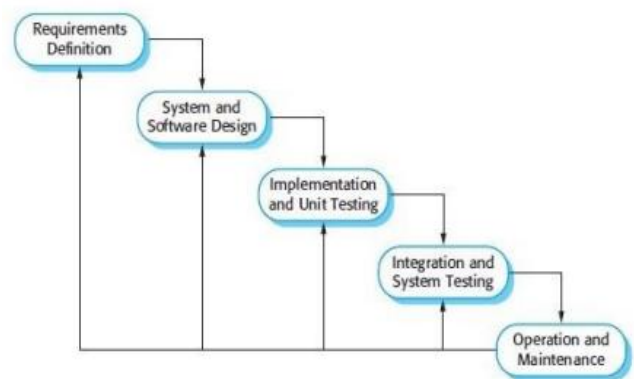 Requirements
Definition
System and
Software Design
Implementation
and Unit Testing
Integration and
System Testing
Operation and
Maintenance